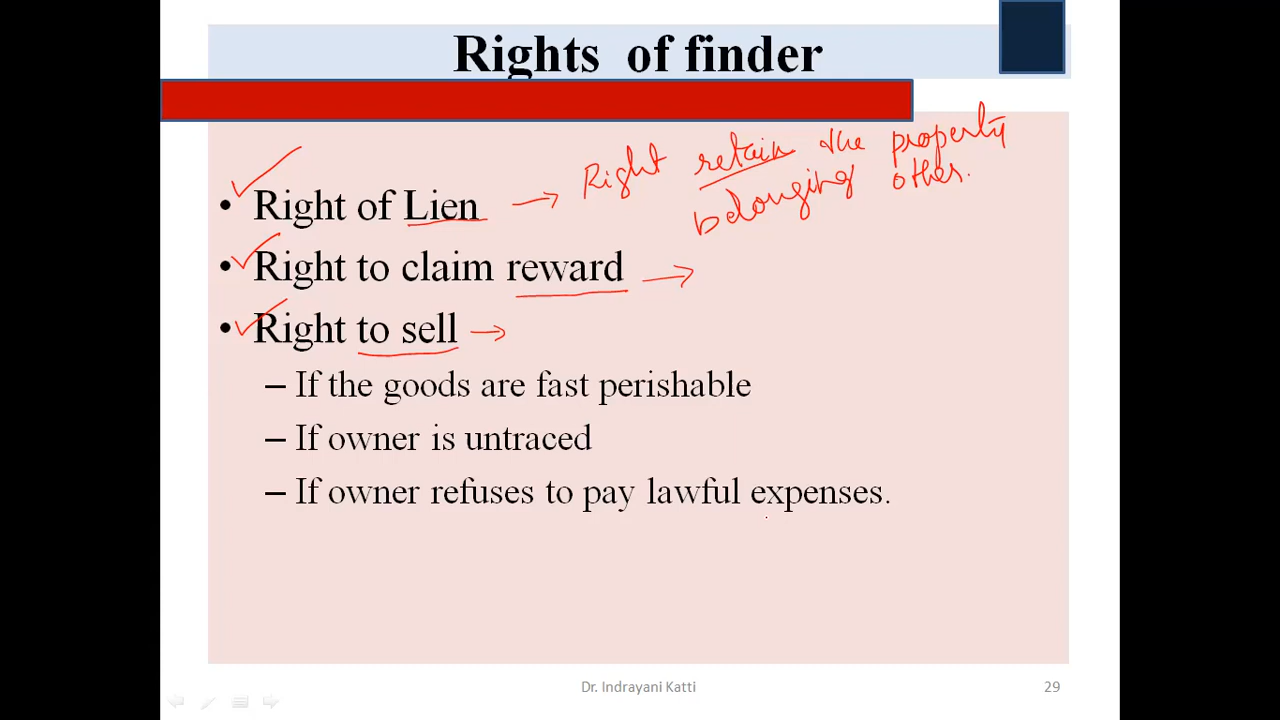 Rights of finder
Right retain the property
belonging other.
• Right of Lien
• Right to claim reward
• Right to sell
– If the goods are fast perishable
– If owner is untraced
– If owner refuses to pay lawful expenses.
Dr. Indrayani Katti
29